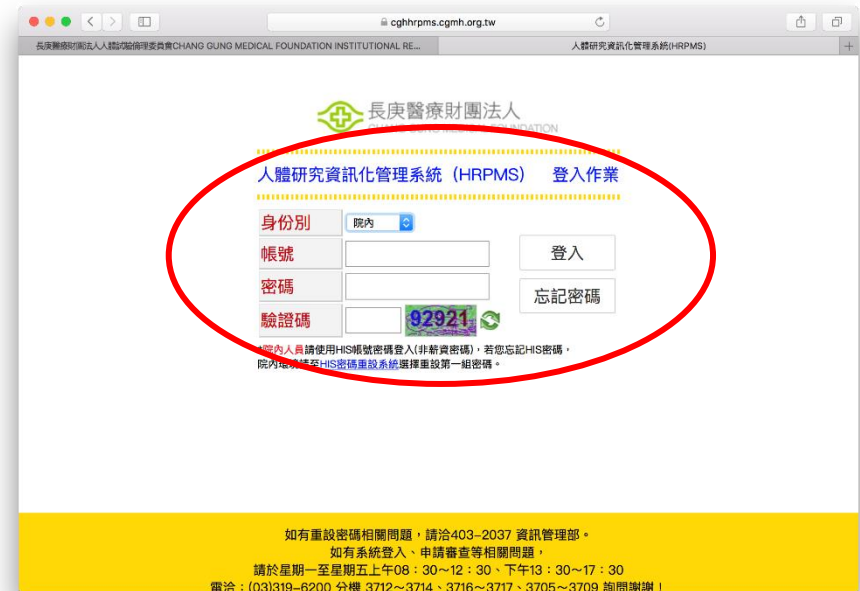 cghhrpms.cgmh.org.tw
長庚醫療財團法人人體試驗倫理委員會CHANG GUNG MEDICAL FOUNDATION INSTITUTIONAL RE...
人體研究資訊化管理系統(HRPMS)
長庚醫療財團法人
CHANG GUNG MEDICAL FOUNDATION
人體研究資訊化管理系統（HRPMS） 登入作業
身份別 院內
帳號
登入
密碼
忘記密碼
驗證碼 92921
*院內人員請使用HIS帳號密碼登入(非薪資密碼)，若您忘記HIS密碼，
院內環境請至HIS密碼重設系統選擇重設第一組密碼。
如有重設密碼相關問題，請洽403-2037 資訊管理部。
如有系統登入、申請審查等相關問題，
請於星期一至星期五上午08：30~12：30、下午13：30~17：30
電洽：(03)319-6200 分機 3712~3714、3716~3717、3705~3709 詢問謝謝！